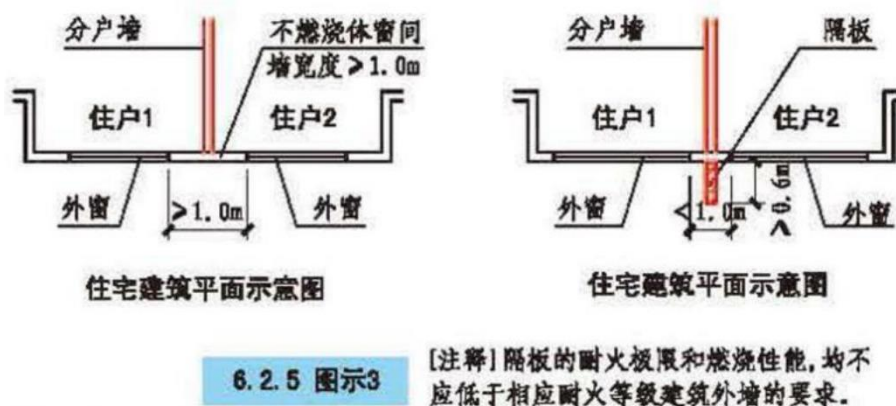 分户墙
不燃烧体窗间
墙宽度≥1.0m
住户1
住户2
外窗
≥1.0m
外窗
住宅建筑平面示意图
分户墙
隔板
住户1
住户2
外窗
<1.0m
≥0.6m
外窗
住宅建筑平面示意图
6.2.5 图示3
[注释]隔板的耐火极限和燃烧性能,均不
应低于相应耐火等级建筑外墙的要求.